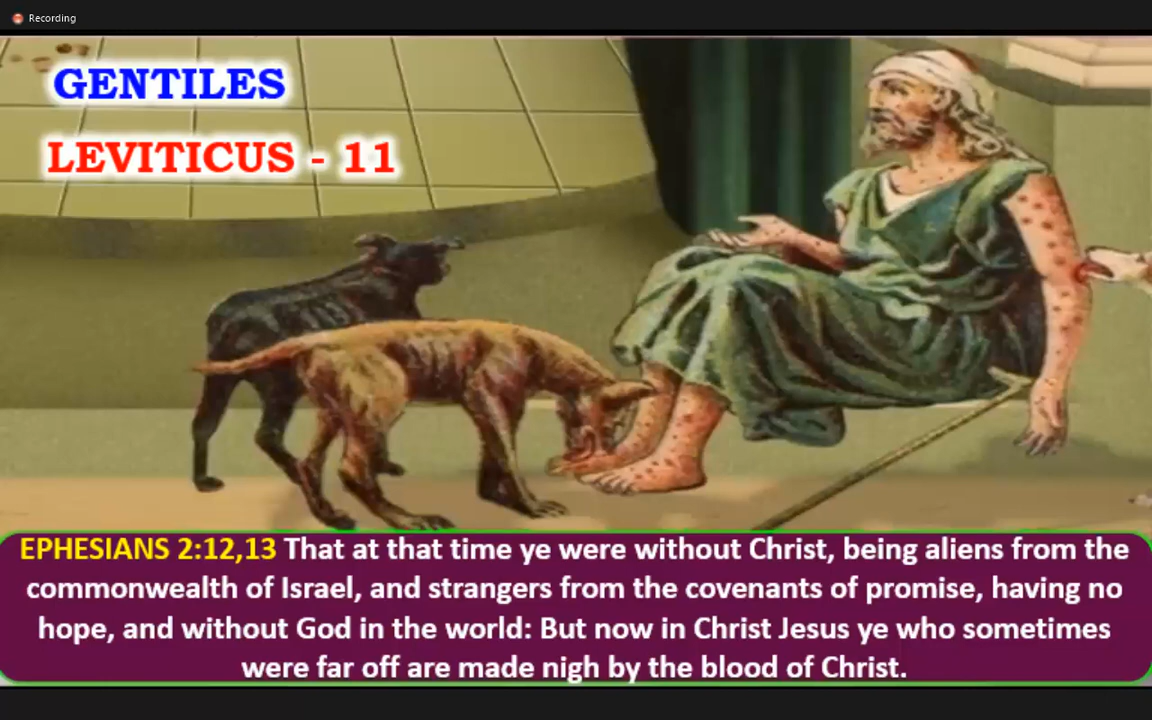 Recording
GENTILES
LEVITICUS - 11
EPHESIANS 2:12,13 That at that time ye were without Christ, being aliens from the
commonwealth of Israel, and strangers from the covenants of promise, having no
hope, and without God in the world: But now in Christ Jesus ye who sometimes
were far off are made nigh by the blood of Christ.